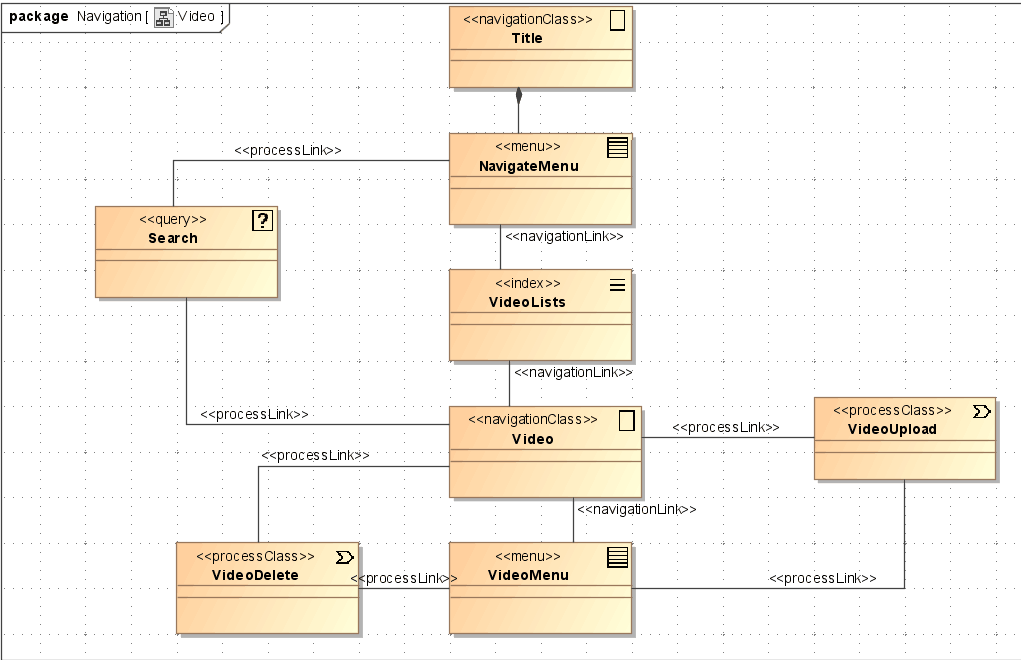 package Navigation [ Video ]
<<navigationClass>>
Title
<<processLink>>
<<menu>>
NavigateMenu
<<query>>
Search
?
<<navigationLink>>
<<index>>
VideoLists
<<navigationLink>>
<<processLink>>
<<navigationClass>>
Video
<<processLink>>
<<processClass>>
VideoUpload
<<processLink>>
<<navigationLink>>
<<processClass>>
VideoDelete
<<processLink>>
<<menu>>
VideoMenu
<<processLink>>